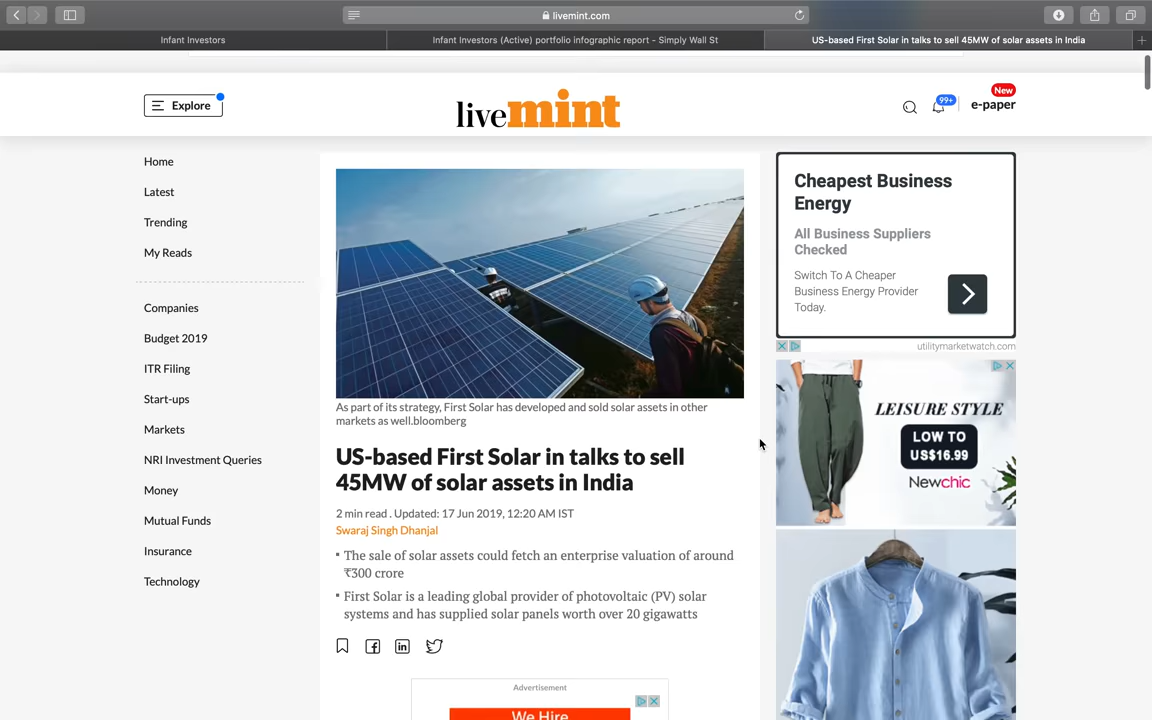 livemint.com
Infant Investors
Infant Investors (Active) portfolio infographic report - Simply Wall St
US-based First Solar in talks to sell 45MW of solar assets in India
Explore
livemint
99+
New
e-paper
Home
Latest
Trending
My Reads
Companies
Budget 2019
ITR Filing
Start-ups
Markets
NRI Investment Queries
Money
Mutual Funds
Insurance
Technology
As part of its strategy, First Solar has developed and sold solar assets in other
markets as well.bloomberg
US-based First Solar in talks to sell
45MW of solar assets in India
2 min read . Updated: 17 Jun 2019, 12:20 AM IST
Swaraj Singh Dhanjal
▪ The sale of solar assets could fetch an enterprise valuation of around
₹300 crore
▪ First Solar is a leading global provider of photovoltaic (PV) solar
systems and has supplied solar panels worth over 20 gigawatts
Advertisement
We Hire
Cheapest Business
Energy
All Business Suppliers
Checked
Switch To A Cheaper
Business Energy Provider
Today.
utilitymarketwatch.com
LEISURE STYLE
LOW TO
US$16.99
Newchic